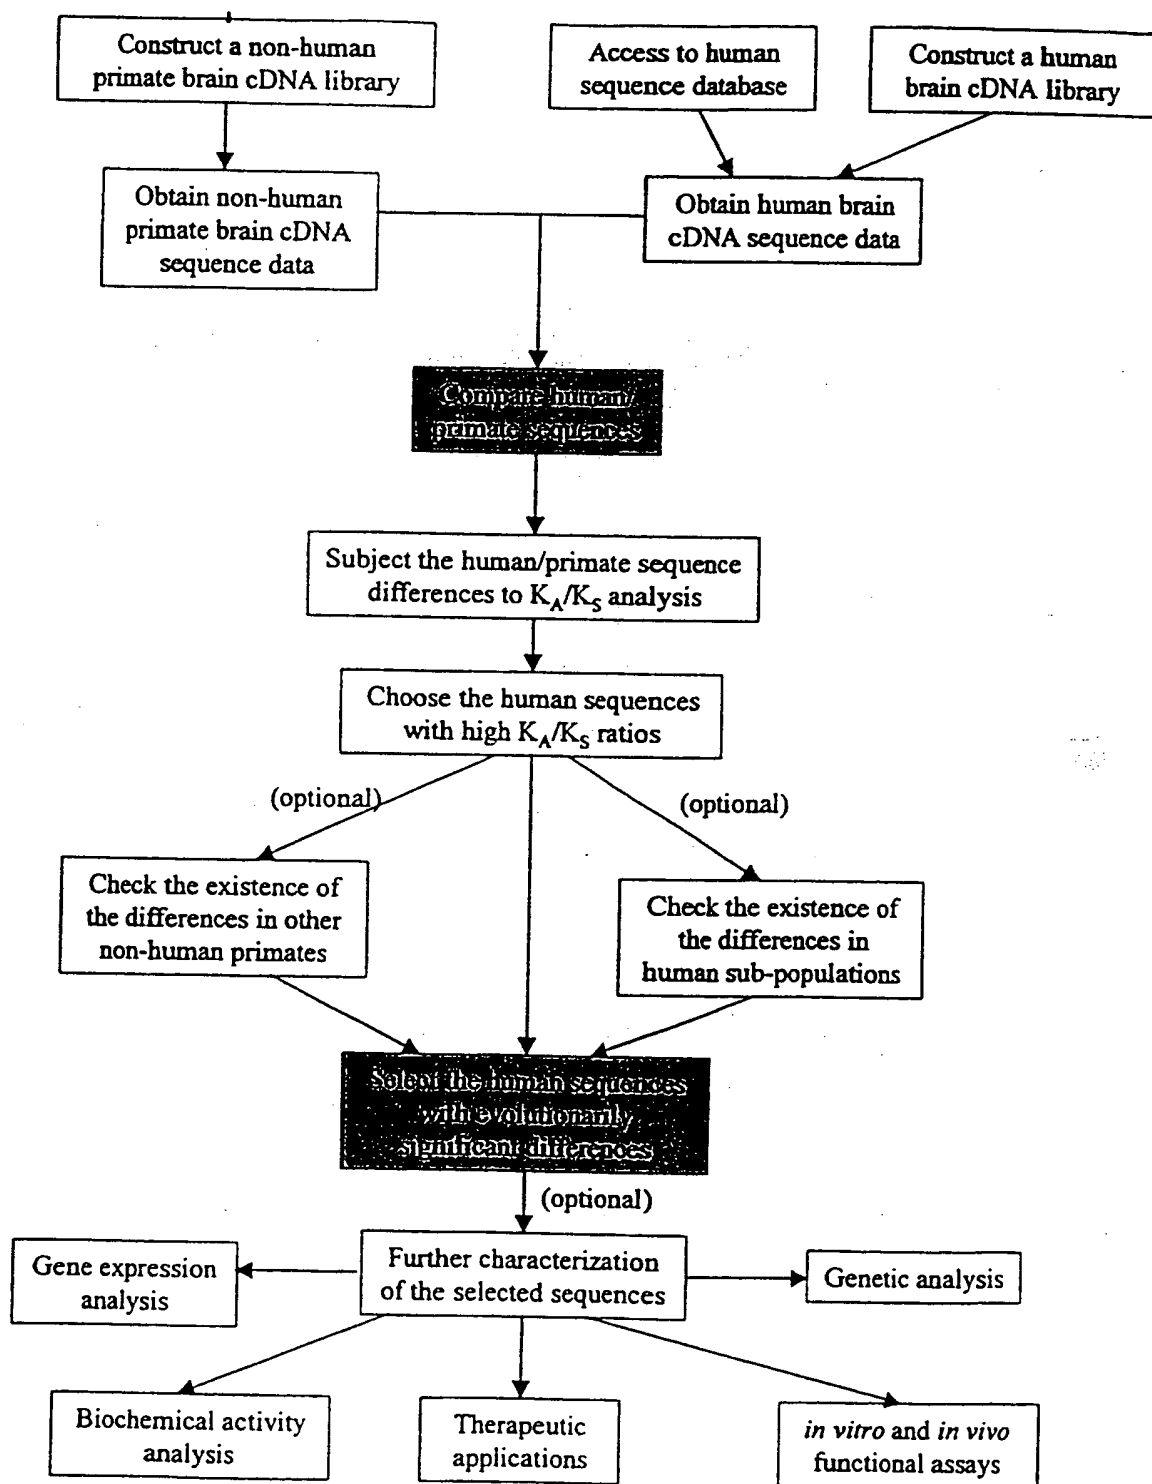 Construct a non-human
primate brain cDNA library
Access to human
sequence database
Construct a human
brain cDNA library
Obtain non-human
primate brain cDNA
sequence data
Obtain human brain
cDNA sequence data
Compare human/
primate sequences
Subject the human/primate sequence
differences to K_A/K_S analysis
Choose the human sequences
with high K_A/K_S ratios
(optional)
(optional)
Check the existence of
the differences in other
non-human primates
Check the existence of
the differences in
human sub-populations
Select the human sequences
with evolutionarily
significant differences
(optional)
Gene expression
analysis
Further characterization
of the selected sequences
Genetic analysis
Biochemical activity
analysis
Therapeutic
applications
in vitro and in vivo
functional assays